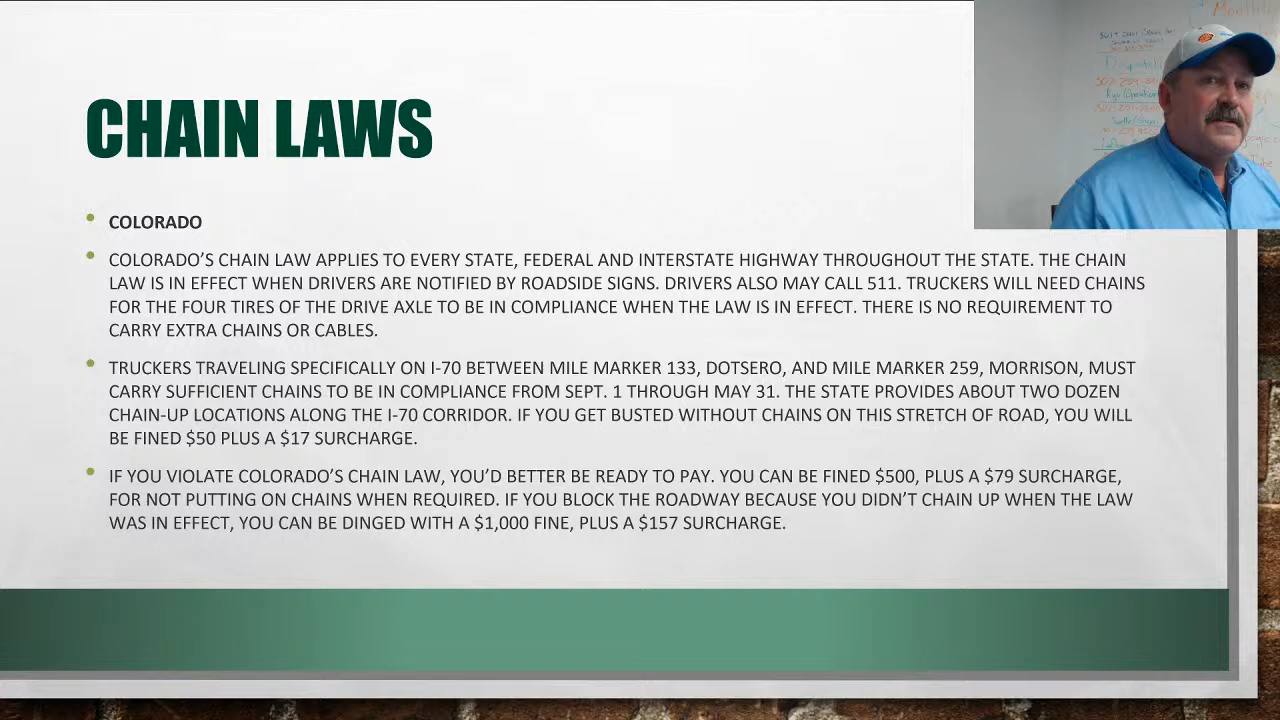 CHAIN LAWS
COLORADO
COLORADO'S CHAIN LAW APPLIES TO EVERY STATE, FEDERAL AND INTERSTATE HIGHWAY THROUGHOUT THE STATE. THE CHAIN
LAW IS IN EFFECT WHEN DRIVERS ARE NOTIFIED BY ROADSIDE SIGNS. DRIVERS ALSO MAY CALL 511. TRUCKERS WILL NEED CHAINS
FOR THE FOUR TIRES OF THE DRIVE AXLE TO BE IN COMPLIANCE WHEN THE LAW IS IN EFFECT. THERE IS NO REQUIREMENT TO
CARRY EXTRA CHAINS OR CABLES.
TRUCKERS TRAVELING SPECIFICALLY ON I-70 BETWEEN MILE MARKER 133, DOTSERO, AND MILE MARKER 259, MORRISON, MUST
CARRY SUFFICIENT CHAINS TO BE IN COMPLIANCE FROM SEPT. 1 THROUGH MAY 31. THE STATE PROVIDES ABOUT TWO DOZEN
CHAIN-UP LOCATIONS ALONG THE I-70 CORRIDOR. IF YOU GET BUSTED WITHOUT CHAINS ON THIS STRETCH OF ROAD, YOU WILL
BE FINED $50 PLUS A $17 SURCHARGE.
IF YOU VIOLATE COLORADO'S CHAIN LAW, YOU'D BETTER BE READY TO PAY. YOU CAN BE FINED $500, PLUS A $79 SURCHARGE,
FOR NOT PUTTING ON CHAINS WHEN REQUIRED. IF YOU BLOCK THE ROADWAY BECAUSE YOU DIDN'T CHAIN UP WHEN THE LAW
WAS IN EFFECT, YOU CAN BE DINGED WITH A $1,000 FINE, PLUS A $157 SURCHARGE.